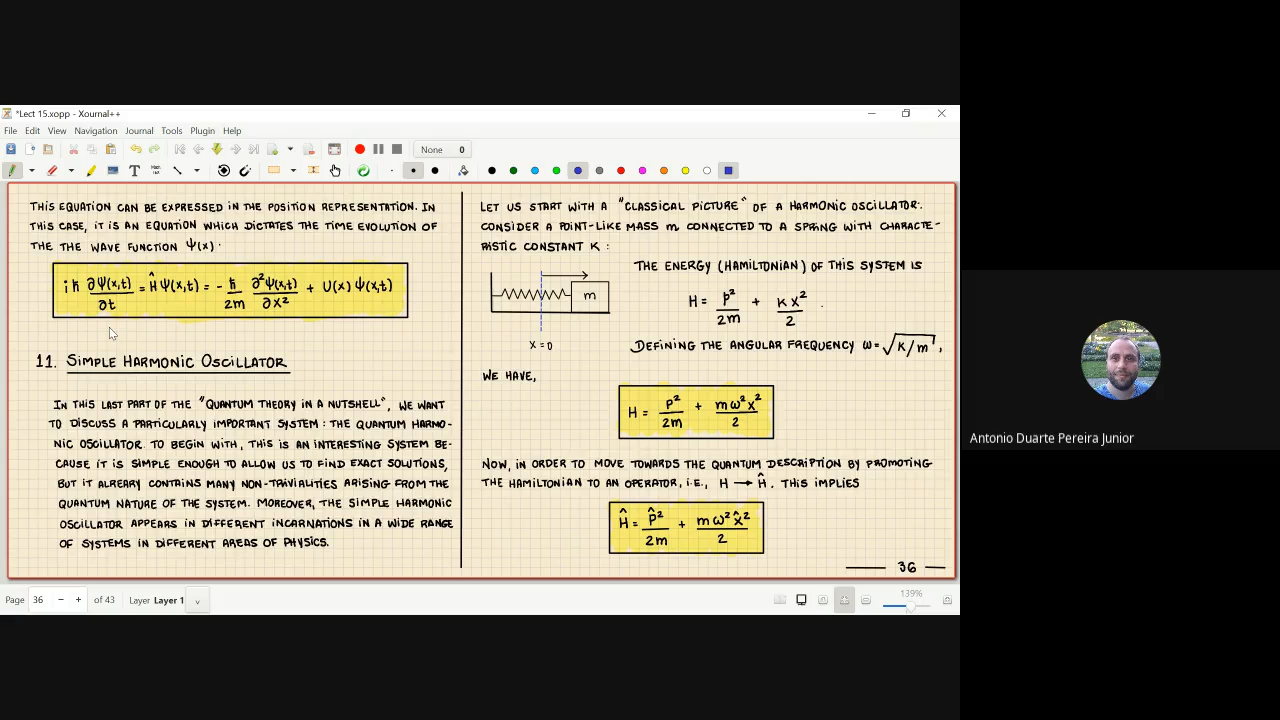 *Lect 15.xopp - Xournal++
File Edit View Navigation Journal Tools Plugin Help
None 0
THIS EQUATION CAN BE EXPRESSED IN THE POSITION REPRESENTATION. IN
THIS CASE, IT IS AN EQUATION WHICH DICTATES THE TIME EVOLUTION OF
THE THE WAVE FUNCTION Ψ(x).
iħ ∂Ψ(x,t)/∂t = Ĥ Ψ(x,t) = - ħ/2m ∂²Ψ(x,t)/∂x² + U(x) Ψ(x,t)
11. SIMPLE HARMONIC OSCILLATOR
IN THIS LAST PART OF THE "QUANTUM THEORY IN A NUTSHELL", WE WANT
TO DISCUSS A PARTICULARLY IMPORTANT SYSTEM: THE QUANTUM HARMO-
NIC OSCILLATOR. TO BEGIN WITH, THIS IS AN INTERESTING SYSTEM BE-
CAUSE IT IS SIMPLE ENOUGH TO ALLOW US TO FIND EXACT SOLUTIONS,
BUT IT ALREARY CONTAINS MANY NON-TRIVIALITIES ARISING FROM THE
QUANTUM NATURE OF THE SYSTEM. MOREOVER, THE SIMPLE HARMONIC
OSCILLATOR APPEARS IN DIFFERENT INCARNATIONS IN A WIDE RANGE
OF SYSTEMS IN DIFFERENT AREAS OF PHYSICS.
LET US START WITH A "CLASSICAL PICTURE" OF A HARMONIC OSCILLATOR.
CONSIDER A POINT-LIKE MASS m CONNECTED TO A SPRING WITH CHARACTE-
RISTIC CONSTANT K:
m
x = 0
THE ENERGY (HAMILTONIAN) OF THIS SYSTEM IS
H = p²/2m + Kx²/2 .
DEFINING THE ANGULAR FREQUENCY ω = √K/m ,
WE HAVE,
H = p²/2m + mω²x²/2
NOW, IN ORDER TO MOVE TOWARDS THE QUANTUM DESCRIPTION BY PROMOTING
THE HAMILTONIAN TO AN OPERATOR, I.E., H → Ĥ. THIS IMPLIES
Ĥ = p̂²/2m + mω²x̂²/2
36
Page 36 − + of 43 Layer Layer 1
139%
Antonio Duarte Pereira Junior